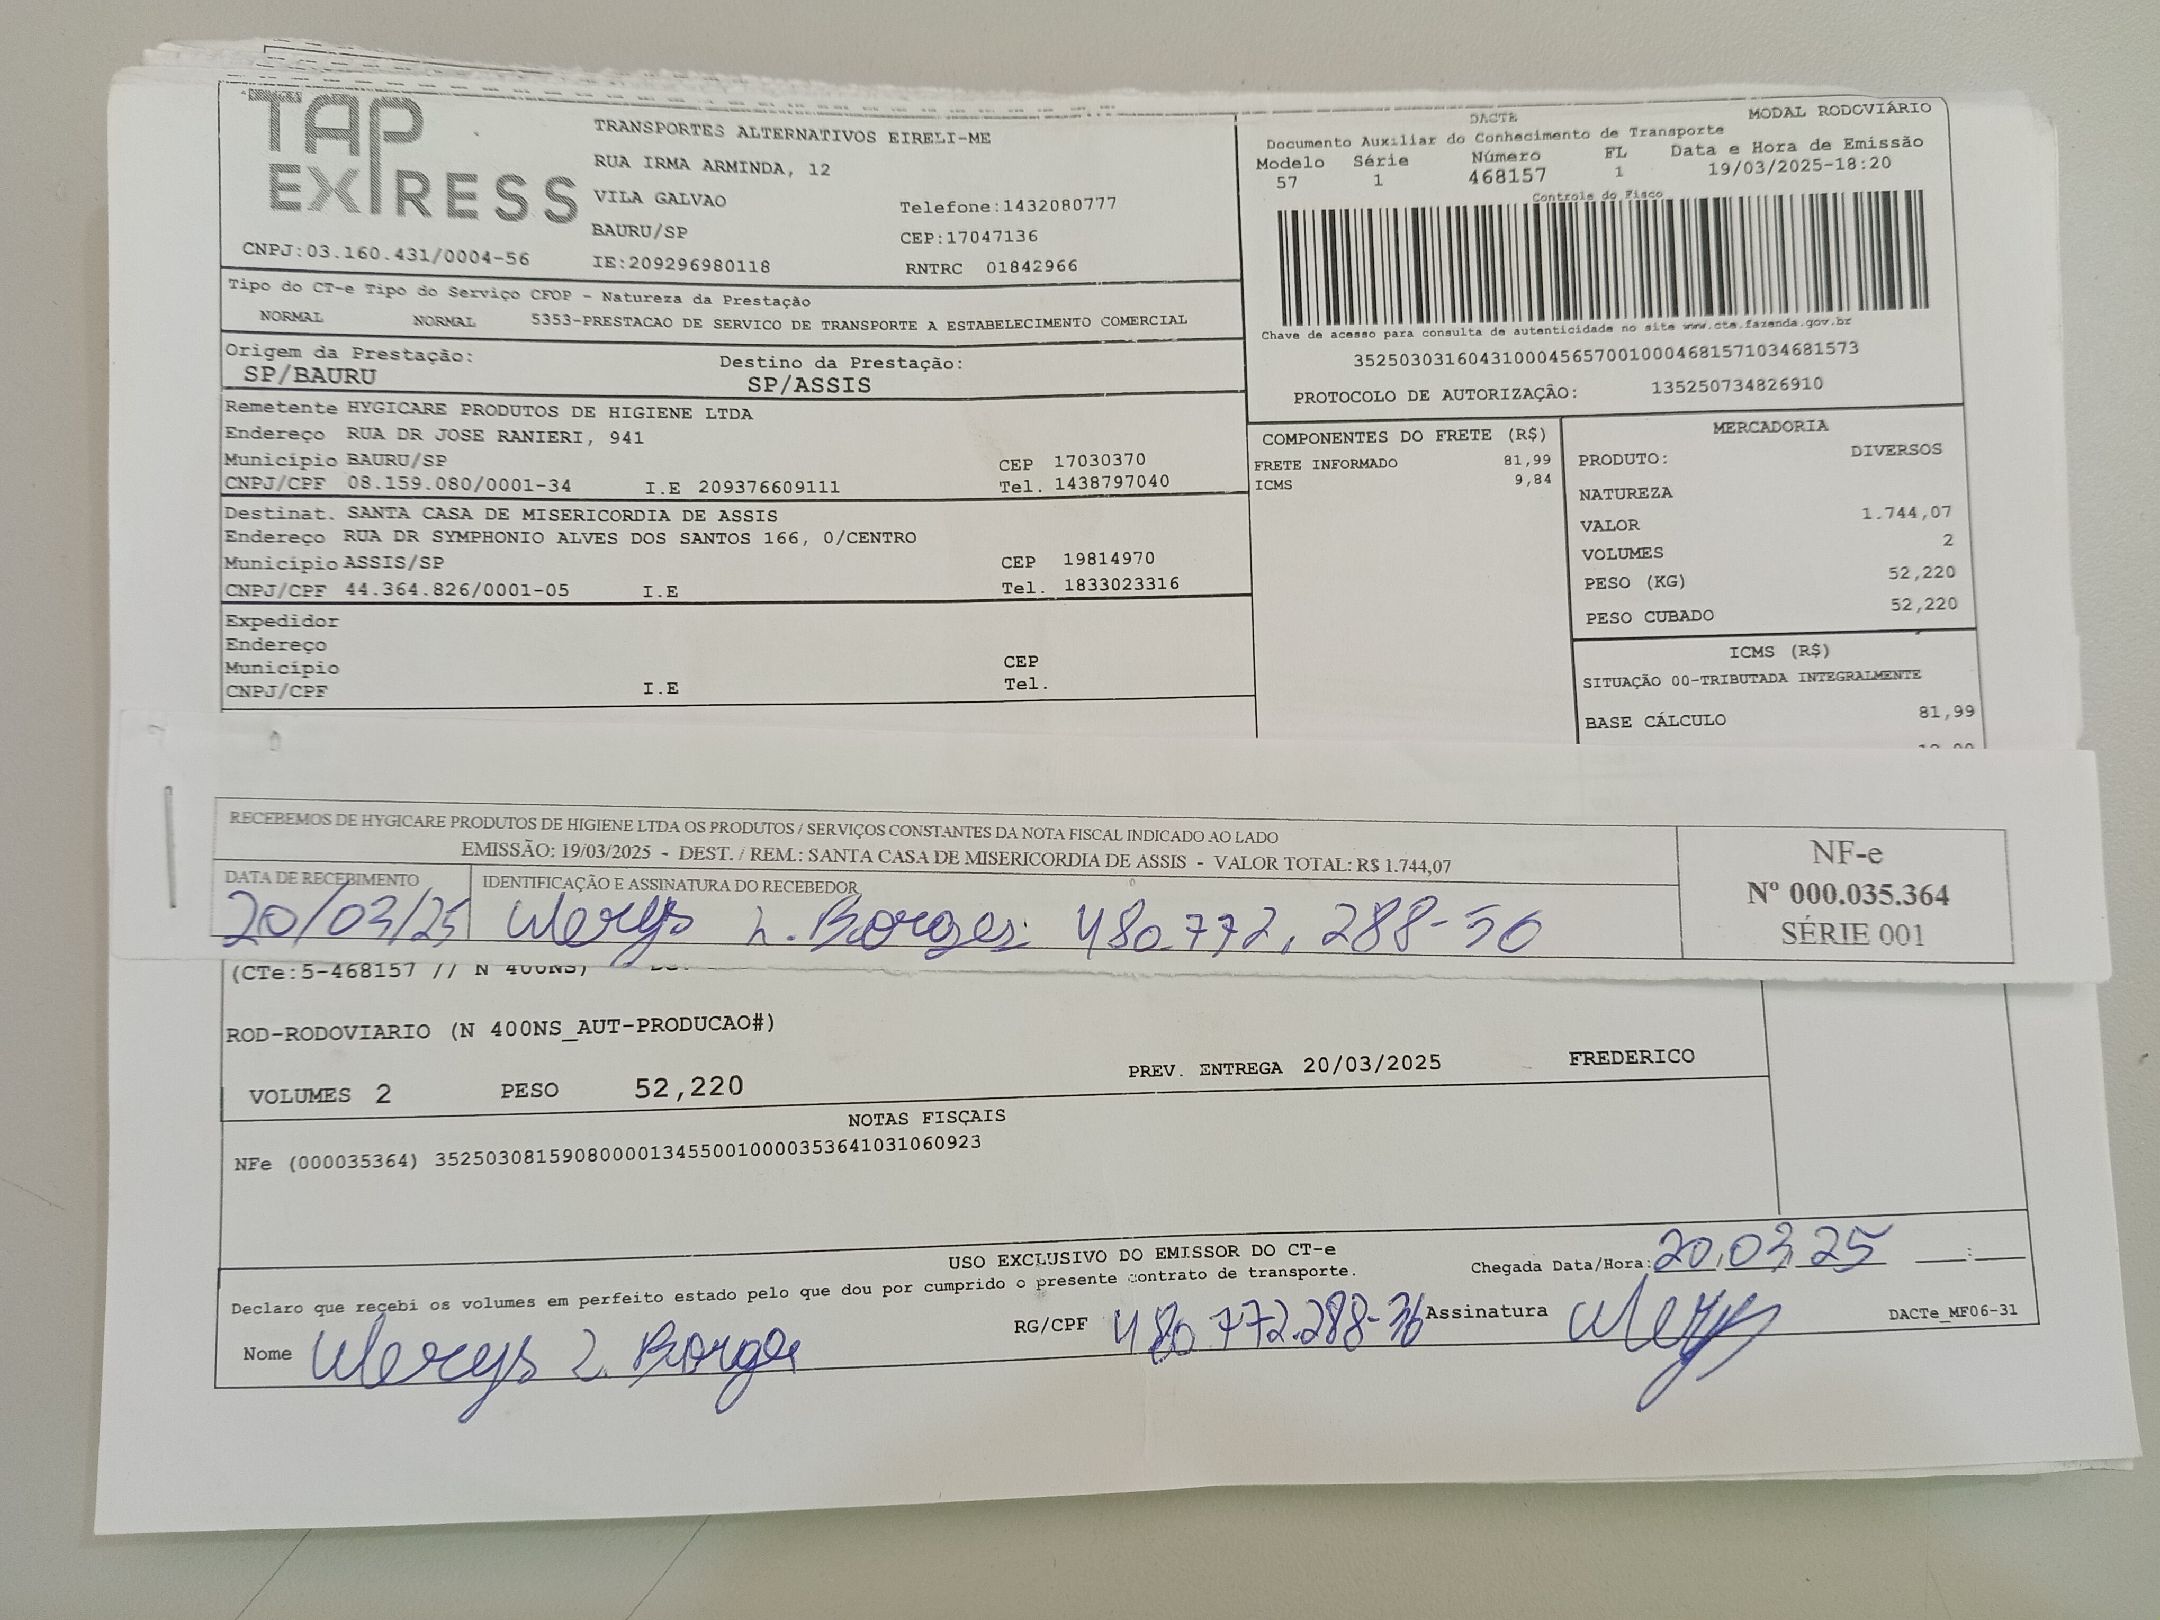 TAP EXPRESS
TRANSPORTES ALTERNATIVOS EIRELI-ME
RUA IRMA ARMINDA, 12
VILA GALVAO Telefone:1432080777
BAURU/SP CEP:17047136
CNPJ:03.160.431/0004-56 IE:209296980118 RNTRC 01842966
DACTE MODAL RODOVIÁRIO
Documento Auxiliar do Conhecimento de Transporte
Modelo Série Número FL Data e Hora de Emissão
57 1 468157 1 19/03/2025-18:20
Controle do Fisco
Chave de acesso para consulta de autenticidade no site www.cte.fazenda.gov.br
35250303160431000456570010004681571034681573
PROTOCOLO DE AUTORIZAÇÃO: 135250734826910
Tipo do CT-e Tipo do Serviço CFOP - Natureza da Prestação
NORMAL NORMAL 5353-PRESTACAO DE SERVICO DE TRANSPORTE A ESTABELECIMENTO COMERCIAL
Origem da Prestação: Destino da Prestação:
SP/BAURU SP/ASSIS
Remetente HYGICARE PRODUTOS DE HIGIENE LTDA
Endereço RUA DR JOSE RANIERI, 941
Município BAURU/SP CEP 17030370
CNPJ/CPF 08.159.080/0001-34 I.E 209376609111 Tel. 1438797040
Destinat. SANTA CASA DE MISERICORDIA DE ASSIS
Endereço RUA DR SYMPHONIO ALVES DOS SANTOS 166, 0/CENTRO
Município ASSIS/SP CEP 19814970
CNPJ/CPF 44.364.826/0001-05 I.E Tel. 1833023316
Expedidor
Endereço
Município CEP
CNPJ/CPF I.E Tel.
COMPONENTES DO FRETE (R$)
FRETE INFORMADO 81,99
ICMS 9,84
MERCADORIA
PRODUTO: DIVERSOS
NATUREZA
VALOR 1.744,07
VOLUMES 2
PESO (KG) 52,220
PESO CUBADO 52,220
ICMS (R$)
SITUAÇÃO 00-TRIBUTADA INTEGRALMENTE
BASE CÁLCULO 81,99
RECEBEMOS DE HYGICARE PRODUTOS DE HIGIENE LTDA OS PRODUTOS / SERVIÇOS CONSTANTES DA NOTA FISCAL INDICADO AO LADO
EMISSÃO: 19/03/2025 - DEST. / REM.: SANTA CASA DE MISERICORDIA DE ASSIS - VALOR TOTAL: R$ 1.744,07
DATA DE RECEBIMENTO IDENTIFICAÇÃO E ASSINATURA DO RECEBEDOR
20/03/25 Borges 480772.288-56
NF-e
Nº 000.035.364
SÉRIE 001
(CTe:5-468157 // N 400NS)
ROD-RODOVIARIO (N 400NS_AUT-PRODUCAO#)
VOLUMES 2 PESO 52,220 PREV. ENTREGA 20/03/2025 FREDERICO
NOTAS FISCAIS
NFe (000035364) 35250308159080000134550010000353641031060923
USO EXCLUSIVO DO EMISSOR DO CT-e
Declaro que recebi os volumes em perfeito estado pelo que dou por cumprido o presente contrato de transporte. Chegada Data/Hora: 20.03.25 :
Nome Borge RG/CPF 480772.288-36 Assinatura DACTe_MF06-31